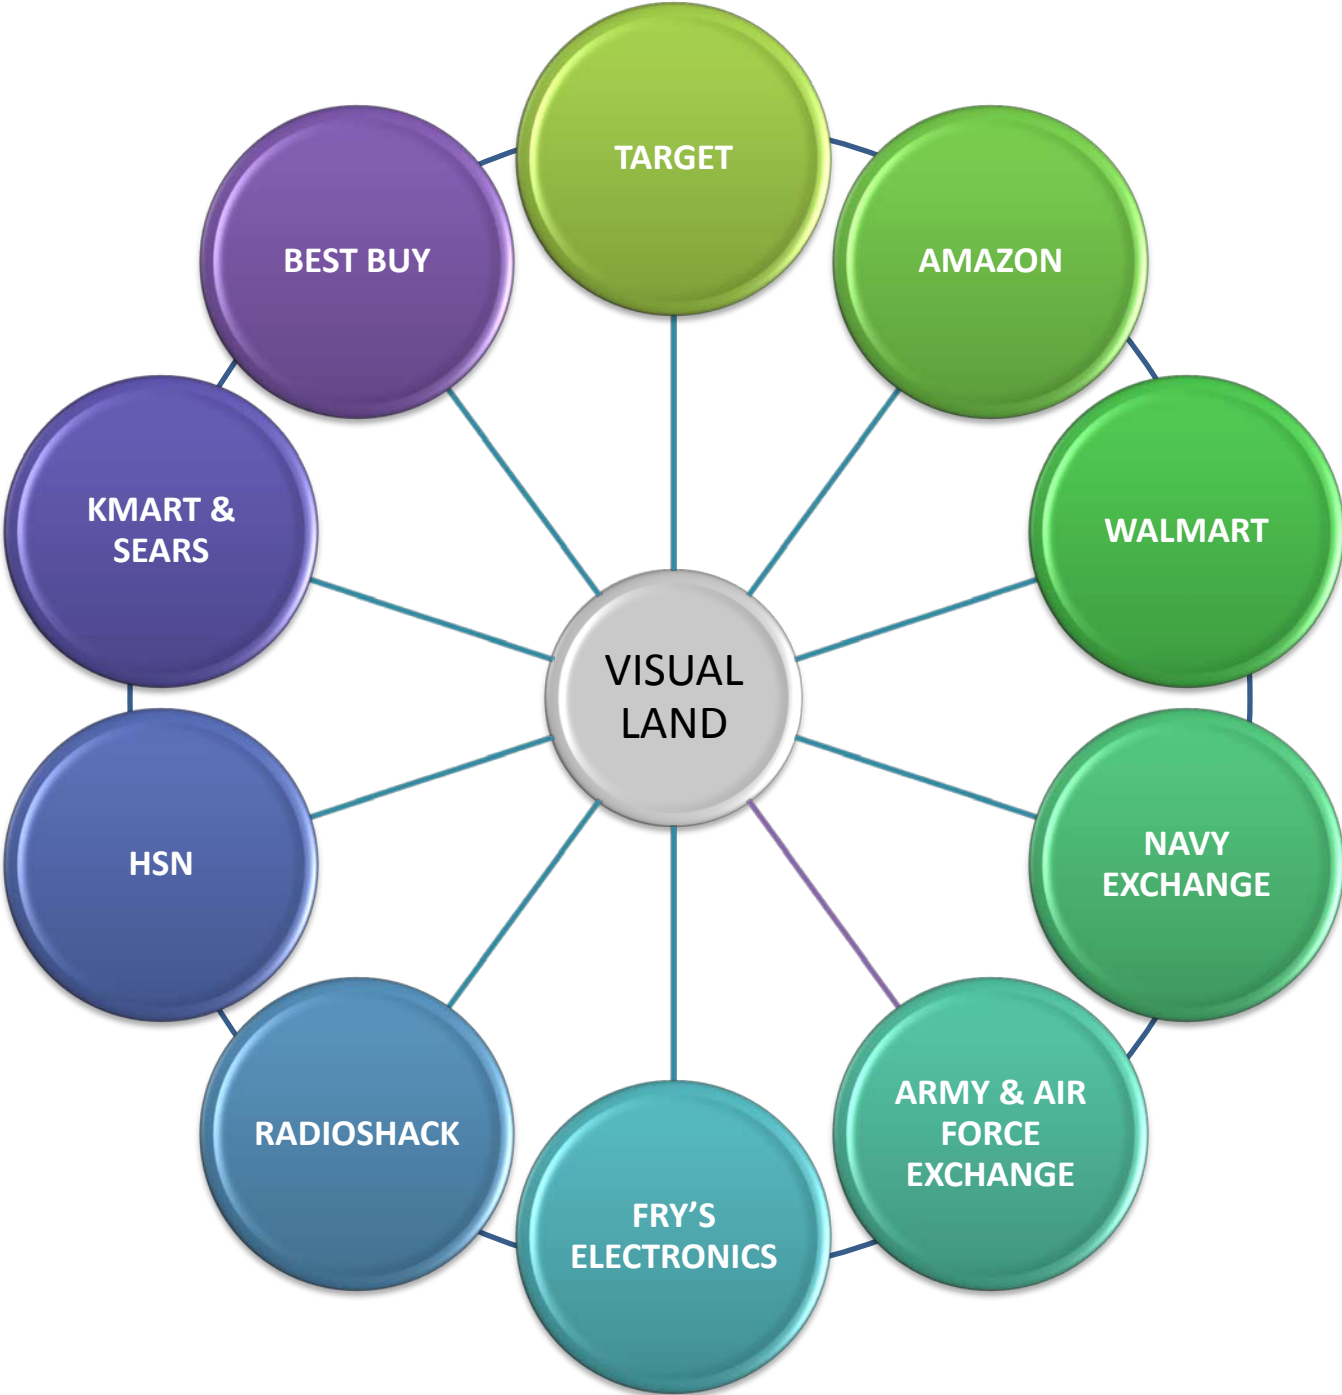 TARGET
AMAZON
WALMART
NAVY
EXCHANGE
ARMY & AIR
FORCE
EXCHANGE
FRY’S
ELECTRONICS
RADIOSHACK
HSN
KMART &
SEARS
BEST BUY
VISUAL
LAND